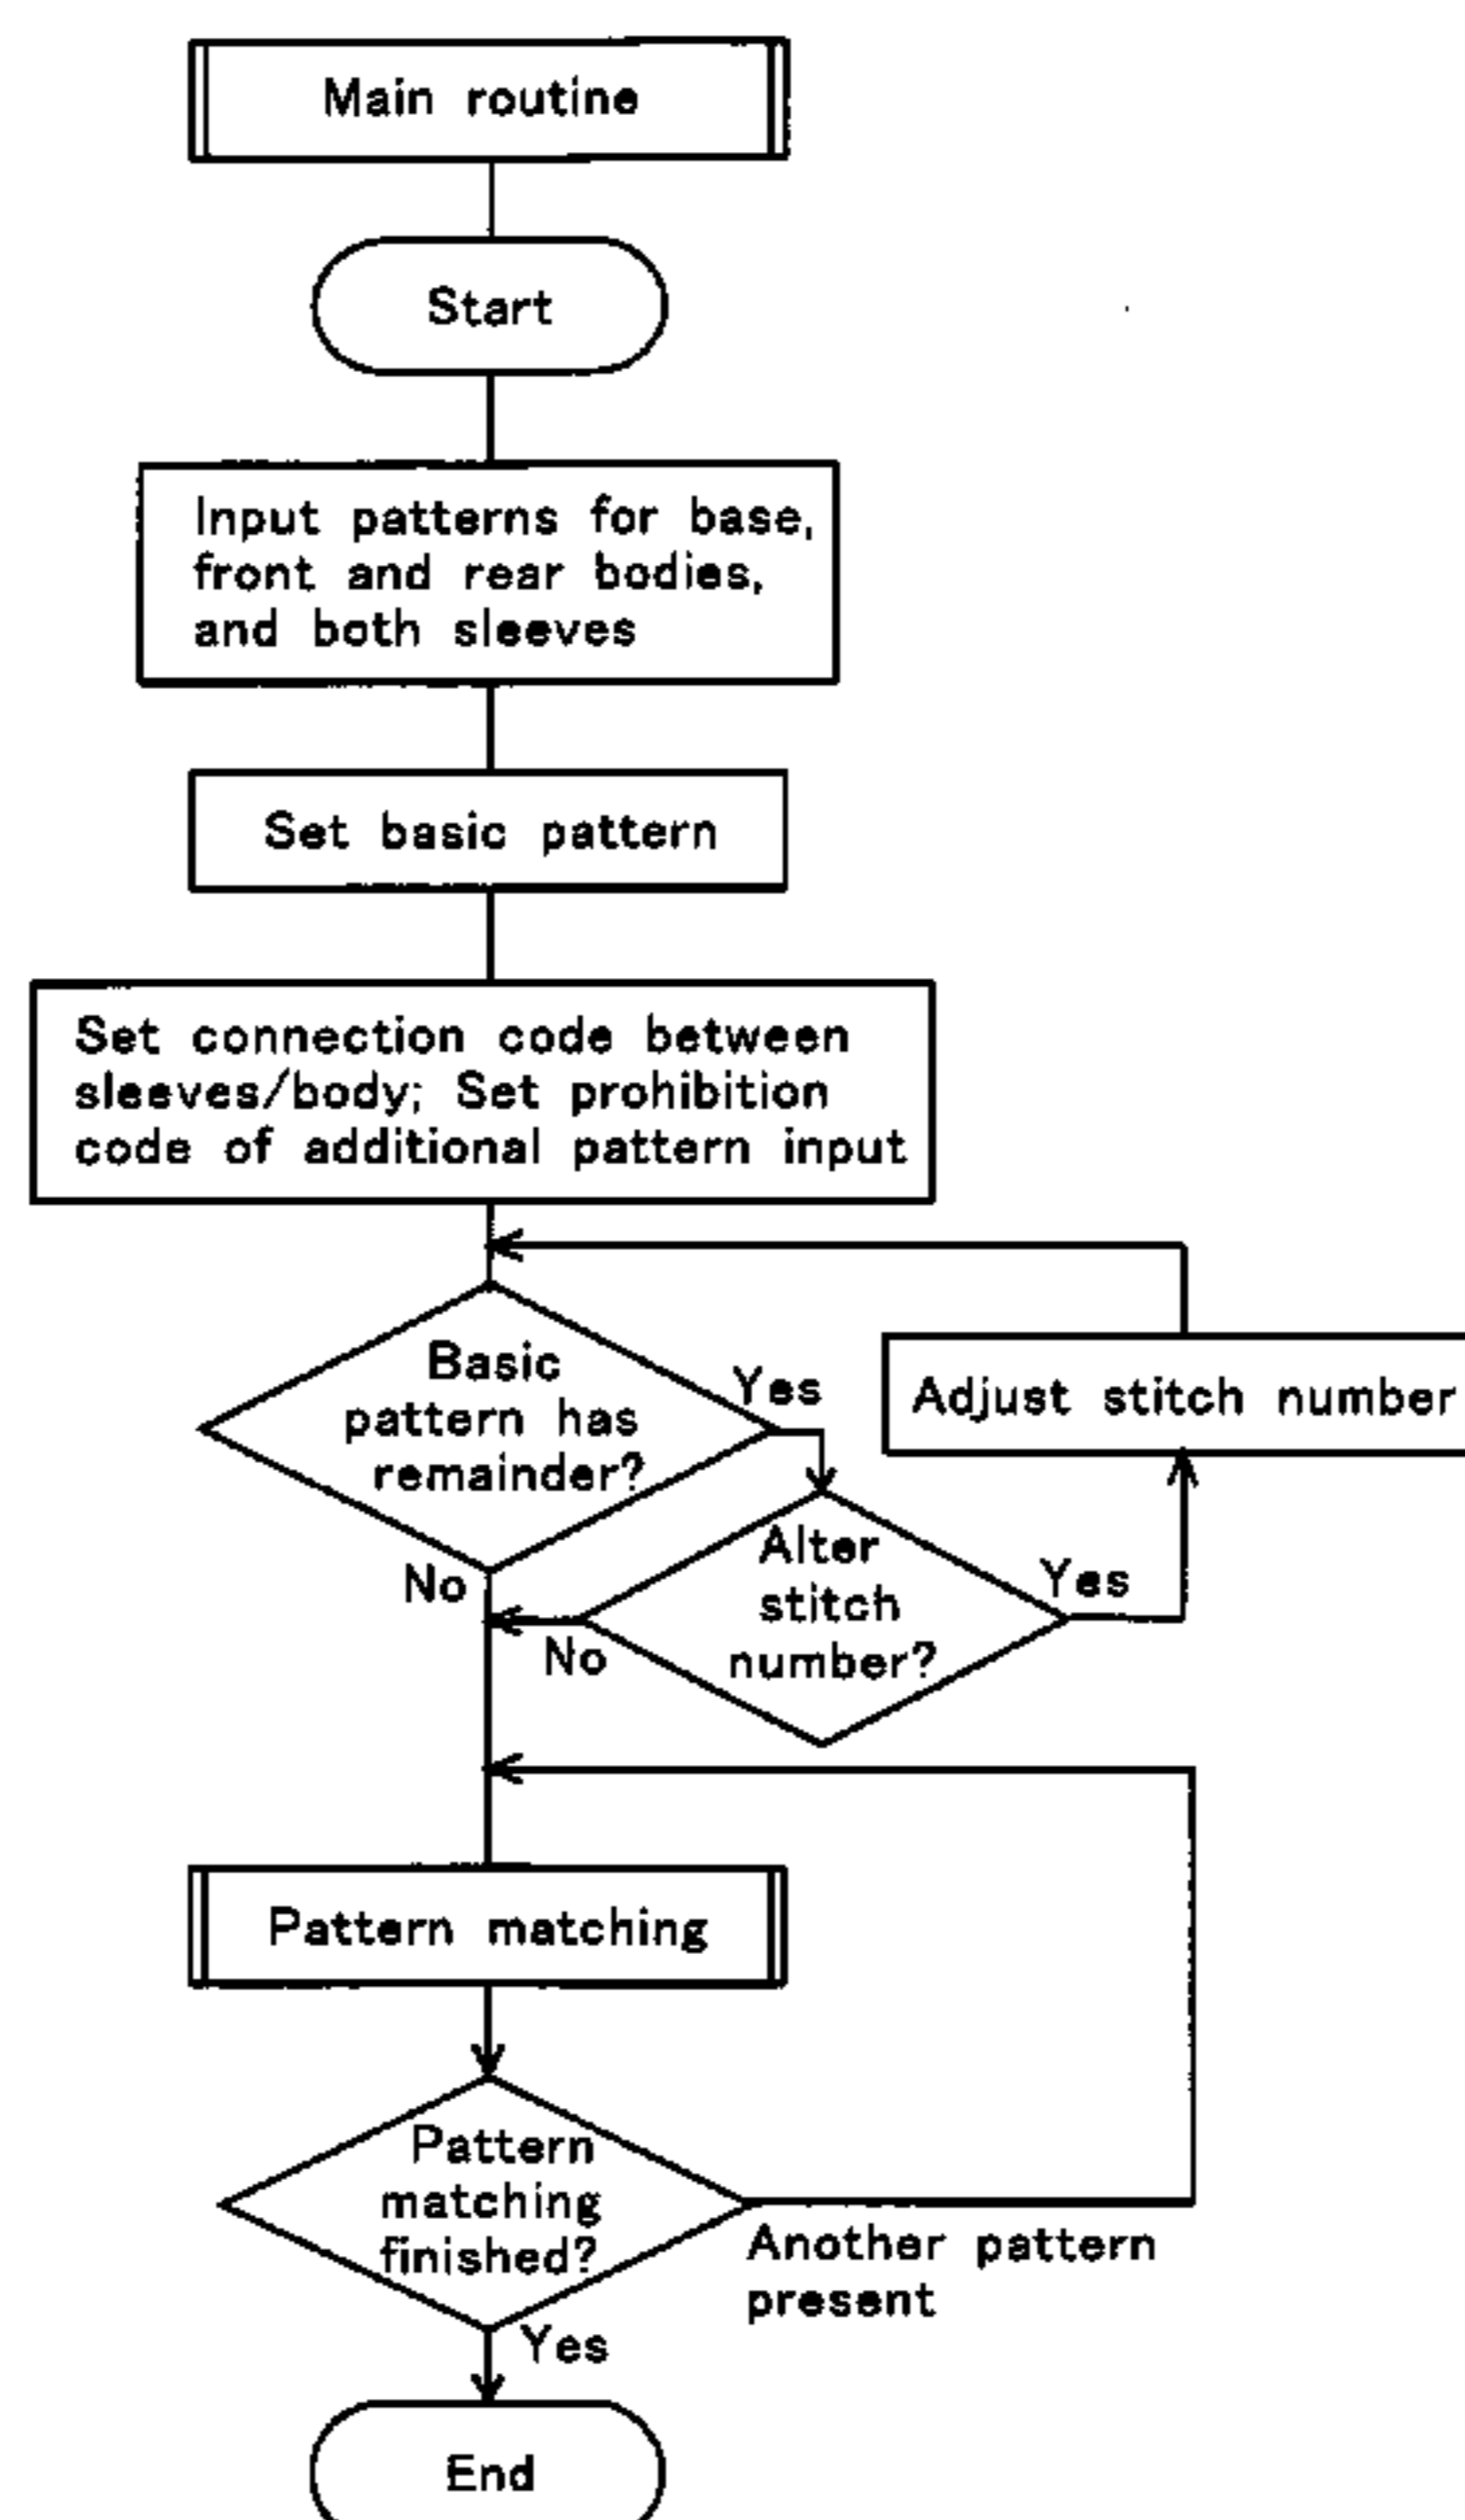 Main routine
Start
Input patterns for base,
front and rear bodies,
and both sleeves
Set basic pattern
Set connection code between
sleeves/body; Set prohibition
code of additional pattern input
Basic
pattern has
remainder?
Yes
Adjust stitch number
No
Alter
stitch
number?
Yes
No
Pattern matching
Pattern
matching
finished?
Another pattern
present
Yes
End